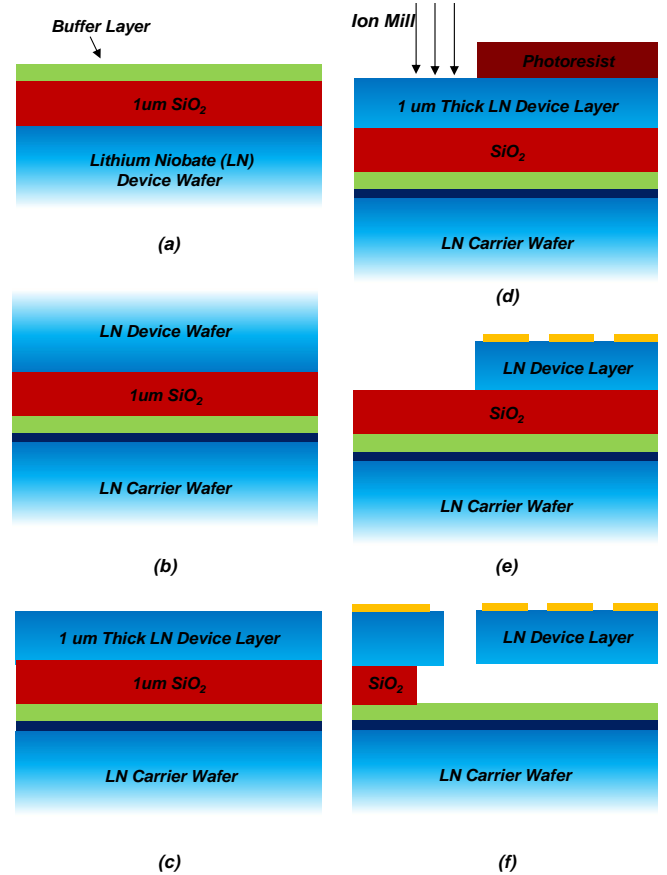 Buffer Layer
1um SiO₂
Lithium Niobate (LN)
Device Wafer
(a)
LN Device Wafer
1um SiO₂
LN Carrier Wafer
(b)
1 um Thick LN Device Layer
1um SiO₂
LN Carrier Wafer
(c)
Ion Mill
Photoresist
1 um Thick LN Device Layer
SiO₂
LN Carrier Wafer
(d)
LN Device Layer
SiO₂
LN Carrier Wafer
(e)
LN Device Layer
SiO₂
LN Carrier Wafer
(f)